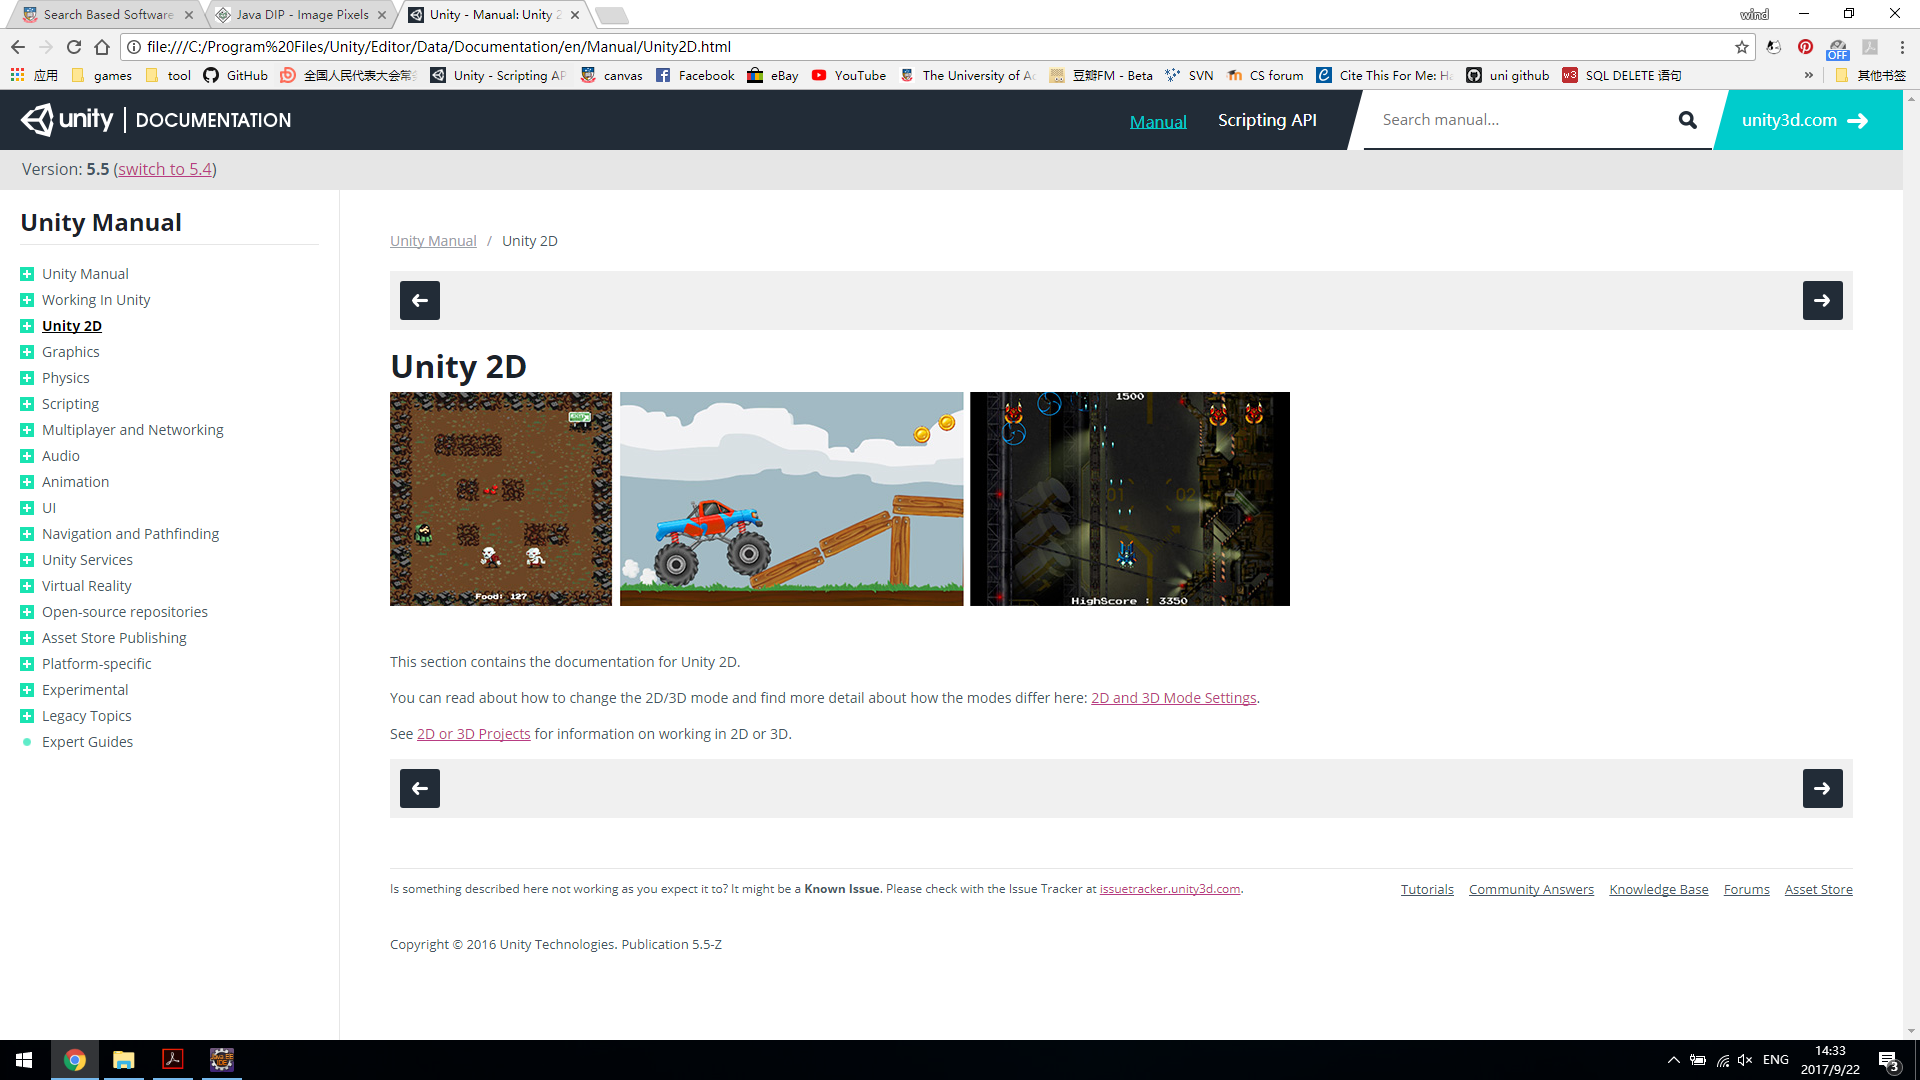 Search Based Software
Java DIP - Image Pixels
Unity - Manual: Unity 2
wind
file:///C:/Program%20Files/Unity/Editor/Data/Documentation/en/Manual/Unity2D.html
OFF
应用
games
tool
GitHub
全国人民代表大会常
Unity - Scripting AP
canvas
Facebook
eBay
YouTube
The University of Ad
豆瓣FM - Beta
SVN
CS forum
Cite This For Me: Ha
uni github
SQL DELETE 语句
»
其他书签
unity | DOCUMENTATION
Manual
Scripting API
Search manual...
unity3d.com
Version: 5.5 (switch to 5.4)
Unity Manual
Unity Manual
Working In Unity
Unity 2D
Graphics
Physics
Scripting
Multiplayer and Networking
Audio
Animation
UI
Navigation and Pathfinding
Unity Services
Virtual Reality
Open-source repositories
Asset Store Publishing
Platform-specific
Experimental
Legacy Topics
Expert Guides
Unity Manual / Unity 2D
Unity 2D
EXIT
Food: 127
1500
01
02
HighScore : 3350
This section contains the documentation for Unity 2D.
You can read about how to change the 2D/3D mode and find more detail about how the modes differ here: 2D and 3D Mode Settings.
See 2D or 3D Projects for information on working in 2D or 3D.
Is something described here not working as you expect it to? It might be a Known Issue. Please check with the Issue Tracker at issuetracker.unity3d.com.
Tutorials
Community Answers
Knowledge Base
Forums
Asset Store
Copyright © 2016 Unity Technologies. Publication 5.5-Z
ENG
14:33
2017/9/22
3